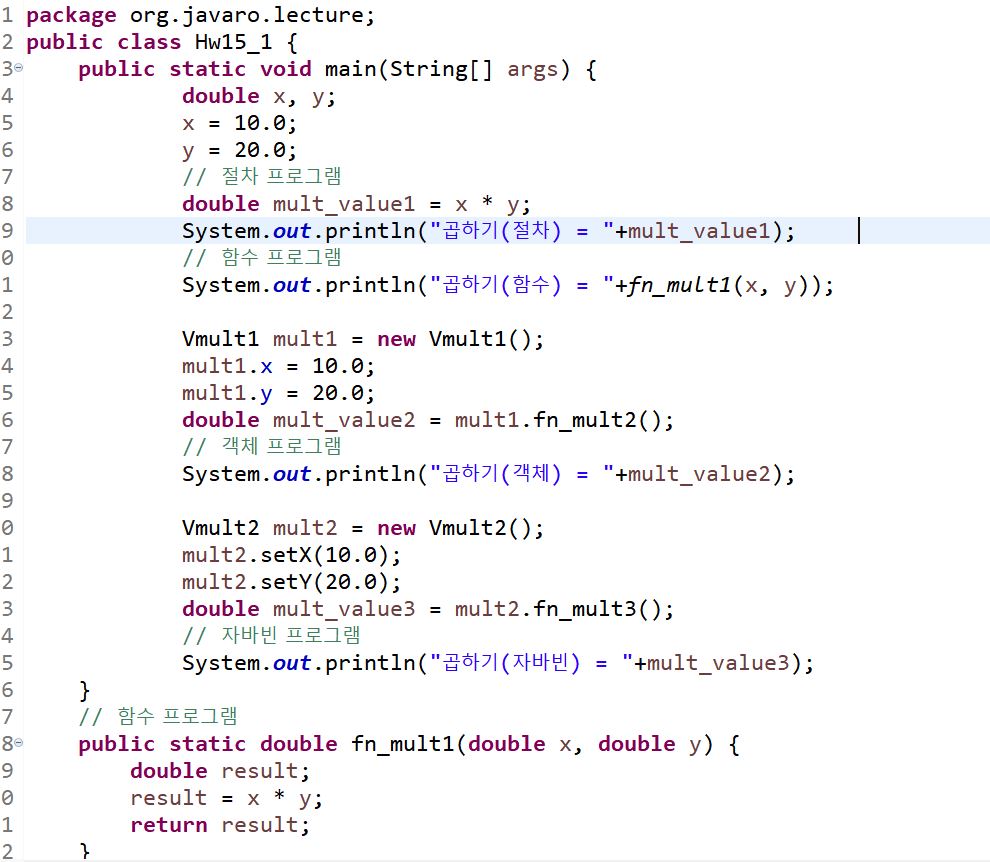 1 package org.javaro.lecture;
2 public class Hw15_1 {
3 public static void main(String[] args) {
4 double x, y;
5 x = 10.0;
6 y = 20.0;
7 // 절차 프로그램
8 double mult_value1 = x * y;
9 System.out.println("곱하기(절차) = "+mult_value1);
0 // 함수 프로그램
1 System.out.println("곱하기(함수) = "+fn_mult1(x, y));
2
3 Vmult1 mult1 = new Vmult1();
4 mult1.x = 10.0;
5 mult1.y = 20.0;
6 double mult_value2 = mult1.fn_mult2();
7 // 객체 프로그램
8 System.out.println("곱하기(객체) = "+mult_value2);
9
0 Vmult2 mult2 = new Vmult2();
1 mult2.setX(10.0);
2 mult2.setY(20.0);
3 double mult_value3 = mult2.fn_mult3();
4 // 자바빈 프로그램
5 System.out.println("곱하기(자바빈) = "+mult_value3);
6 }
7 // 함수 프로그램
8 public static double fn_mult1(double x, double y) {
9 double result;
0 result = x * y;
1 return result;
2 }